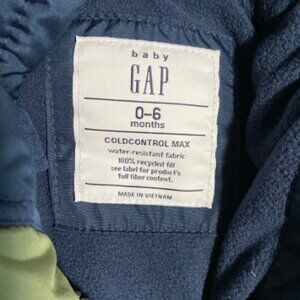 baby
GAP
0–6
months
COLDCONTROL MAX
water-resistant fabric
100% recycled fill
see label for product's
full fiber content.
MADE IN VIETNAM